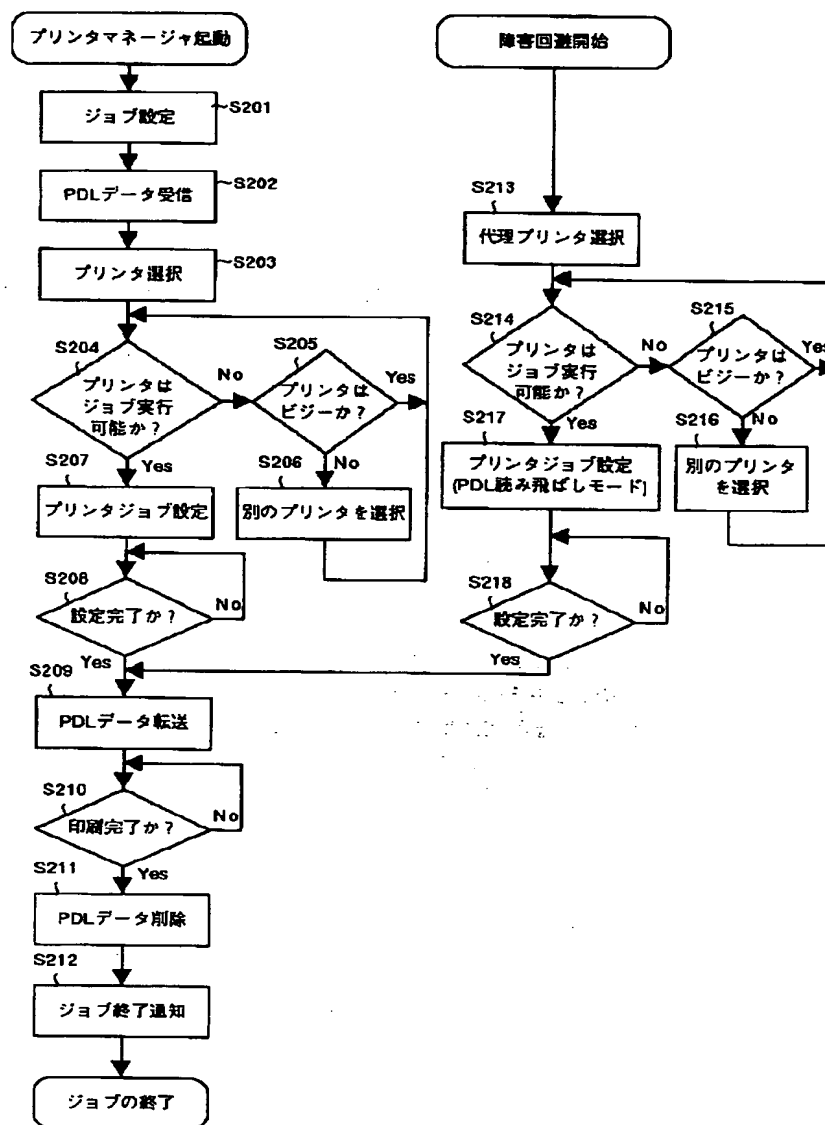 プリンタマネージャ起動
ジョブ設定
S201
PDLデータ受信
S202
プリンタ選択
S203
S204
プリンタは
ジョブ実行
可能か?
No
Yes
S205
プリンタは
ビジーか?
Yes
No
S206
別のプリンタを選択
S207
プリンタジョブ設定
S208
設定完了か?
No
Yes
S209
PDLデータ転送
S210
印刷完了か?
No
Yes
S211
PDLデータ削除
S212
ジョブ終了通知
ジョブの終了
障害回避開始
S213
代理プリンタ選択
S214
プリンタは
ジョブ実行
可能か?
No
Yes
S215
プリンタは
ビジーか?
Yes
No
S216
別のプリンタ
を選択
S217
プリンタジョブ設定
(PDL読み飛ばしモード)
S218
設定完了か?
No
Yes